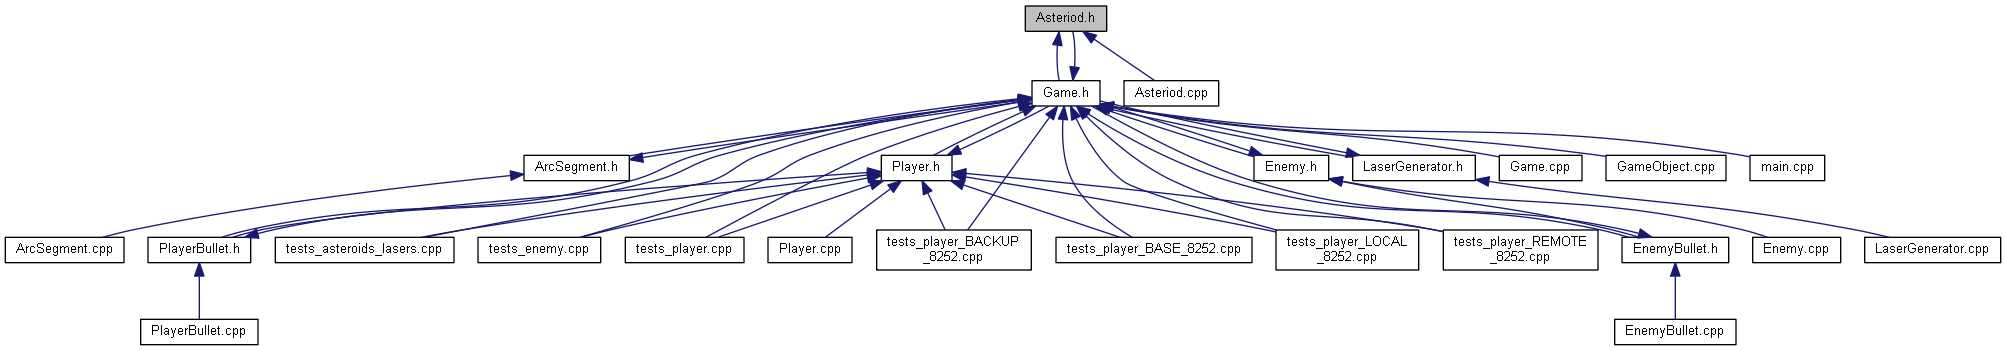 Asteriod.h
Game.h
Asteriod.cpp
ArcSegment.h
Player.h
Enemy.h
LaserGenerator.h
Game.cpp
GameObject.cpp
main.cpp
ArcSegment.cpp
PlayerBullet.h
tests_asteroids_lasers.cpp
tests_enemy.cpp
tests_player.cpp
Player.cpp
tests_player_BACKUP
_8252.cpp
tests_player_BASE_8252.cpp
tests_player_LOCAL
_8252.cpp
tests_player_REMOTE
_8252.cpp
EnemyBullet.h
Enemy.cpp
LaserGenerator.cpp
PlayerBullet.cpp
EnemyBullet.cpp